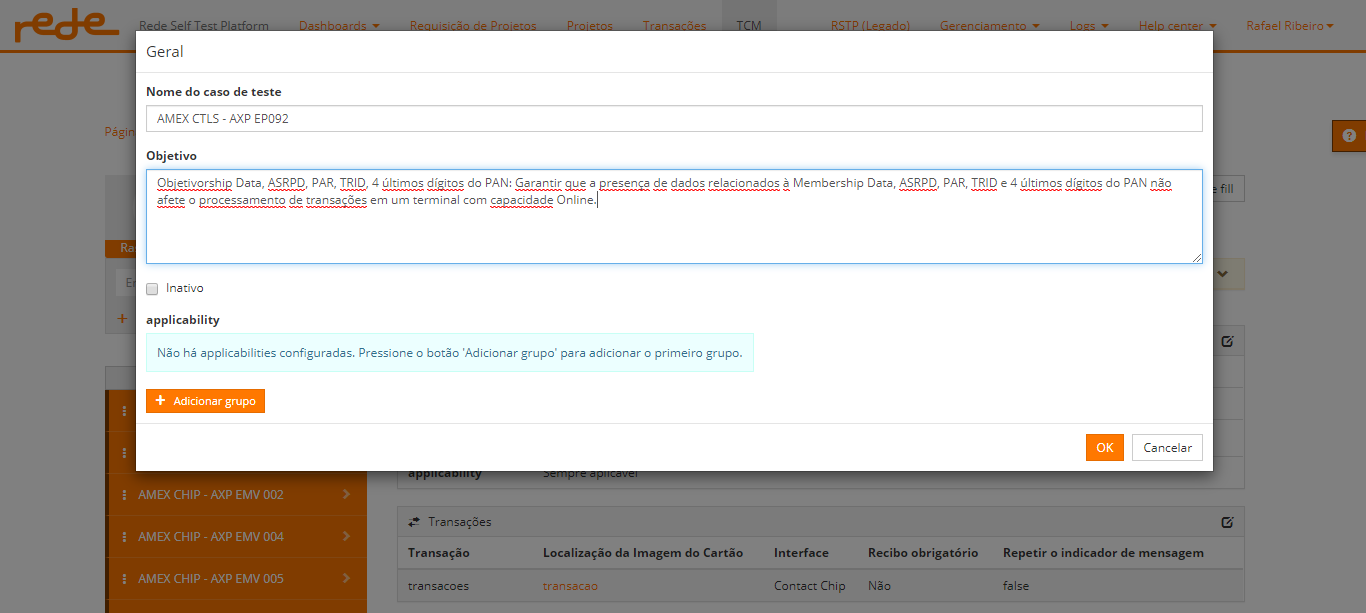 rede Rede Self Test Platform Dashboards Requisição de Projetos Projetos Transações TCM RSTP (Legado) Gerenciamento Logs Help center Rafael Ribeiro
Geral
Nome do caso de teste
AMEX CTLS - AXP EP092
Págin
Objetivo
Objetivorship Data, ASRPD, PAR, TRID, 4 últimos dígitos do PAN: Garantir que a presença de dados relacionados à Membership Data, ASRPD, PAR, TRID e 4 últimos dígitos do PAN não
afete o processamento de transações em um terminal com capacidade Online.
e fill
Ra
En
Inativo
+
applicability
Não há applicabilities configuradas. Pressione o botão 'Adicionar grupo' para adicionar o primeiro grupo.
+ Adicionar grupo
OK Cancelar
applicability Sempre aplicável
AMEX CHIP - AXP EMV 002
AMEX CHIP - AXP EMV 004
AMEX CHIP - AXP EMV 005
Transações
Transação Localização da Imagem do Cartão Interface Recibo obrigatório Repetir o indicador de mensagem
transacoes transacao Contact Chip Não false